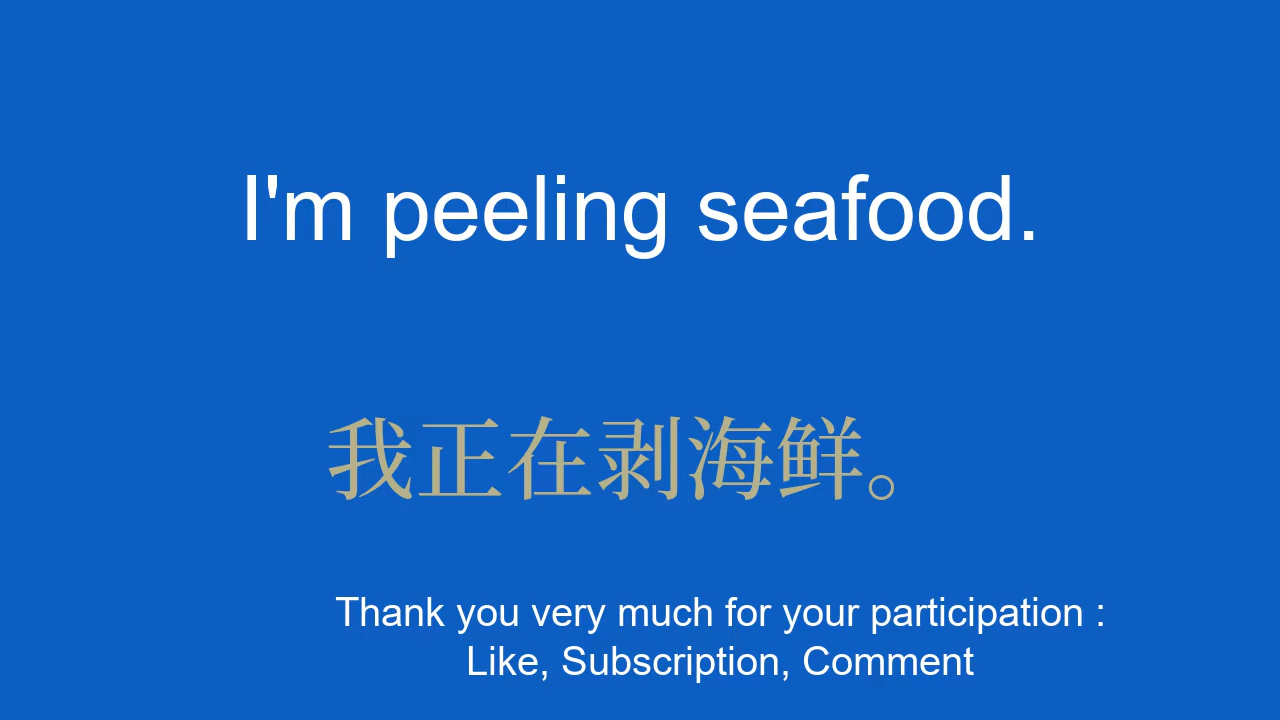 I'm peeling seafood.
我正在剥海鲜。
Thank you very much for your participation :
Like, Subscription, Comment